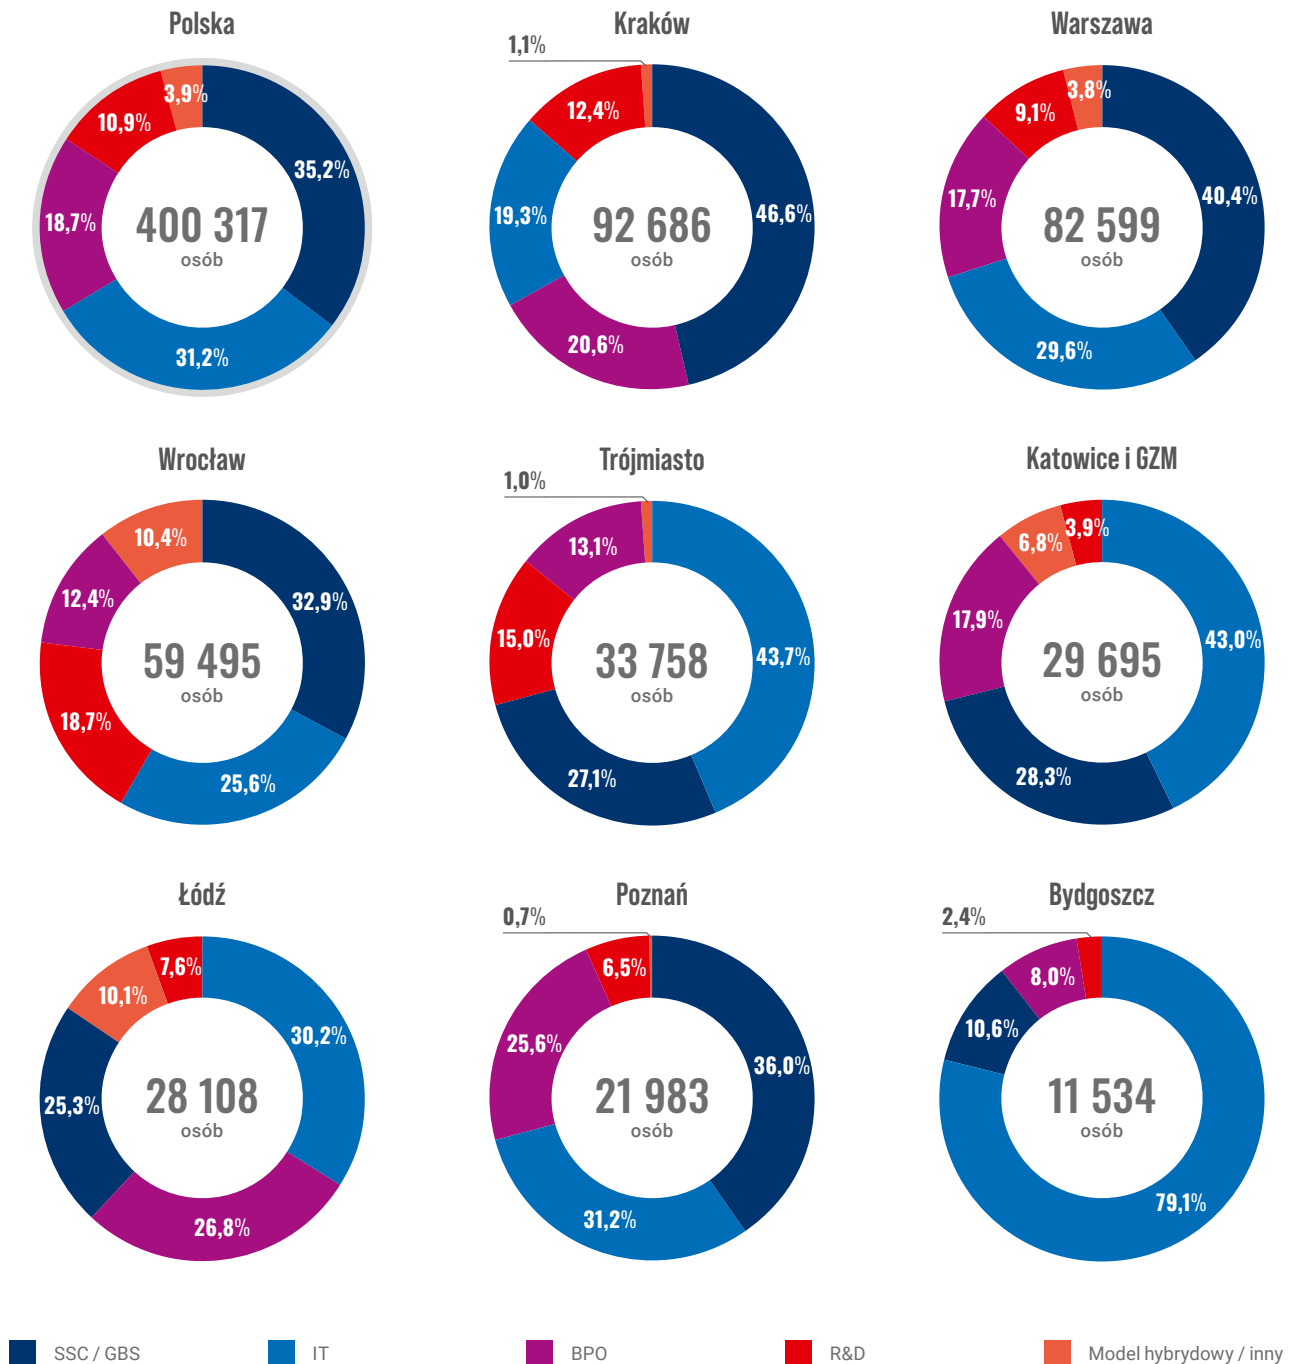 Polska
3,9%
10,9%
35,2%
18,7%
400 317
osób
31,2%
Kraków
1,1%
12,4%
19,3%
46,6%
92 686
osób
20,6%
Warszawa
3,8%
9,1%
17,7%
40,4%
82 599
osób
29,6%
Wrocław
10,4%
12,4%
32,9%
59 495
osób
18,7%
25,6%
Trójmiasto
1,0%
13,1%
15,0%
43,7%
33 758
osób
27,1%
Katowice i GZM
3,9%
6,8%
17,9%
43,0%
29 695
osób
28,3%
Łódź
7,6%
10,1%
30,2%
25,3%
28 108
osób
26,8%
Poznań
0,7%
6,5%
25,6%
36,0%
21 983
osób
31,2%
Bydgoszcz
2,4%
8,0%
10,6%
11 534
osób
79,1%
SSC / GBS
IT
BPO
R&D
Model hybrydowy / inny